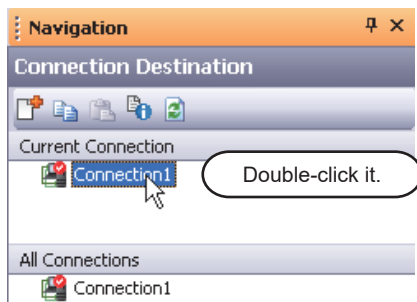 Navigation
Connection Destination
Current Connection
Connection1
Double-click it.
All Connections
Connection1